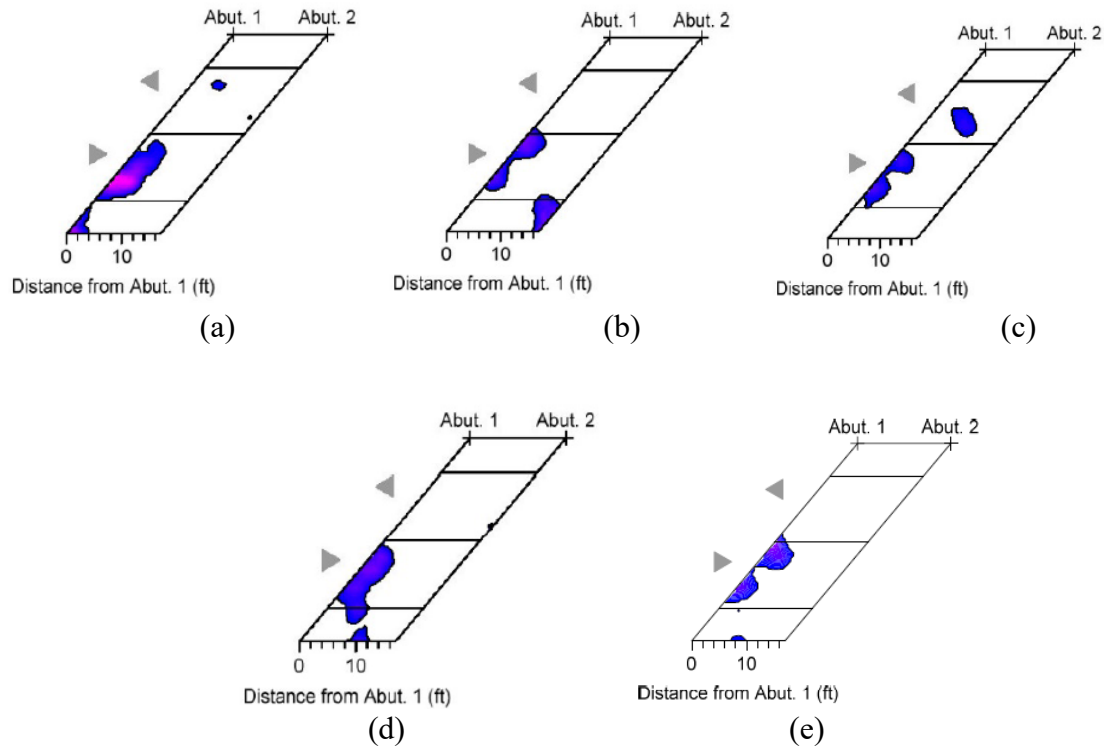 Abut. 1 Abut. 2
0 10
Distance from Abut. 1 (ft)
(a)
Abut. 1 Abut. 2
0 10
Distance from Abut. 1 (ft)
(b)
Abut. 1 Abut. 2
0 10
Distance from Abut. 1 (ft)
(c)
Abut. 1 Abut. 2
0 10
Distance from Abut. 1 (ft)
(d)
Abut. 1 Abut. 2
0 10
Distance from Abut. 1 (ft)
(e)